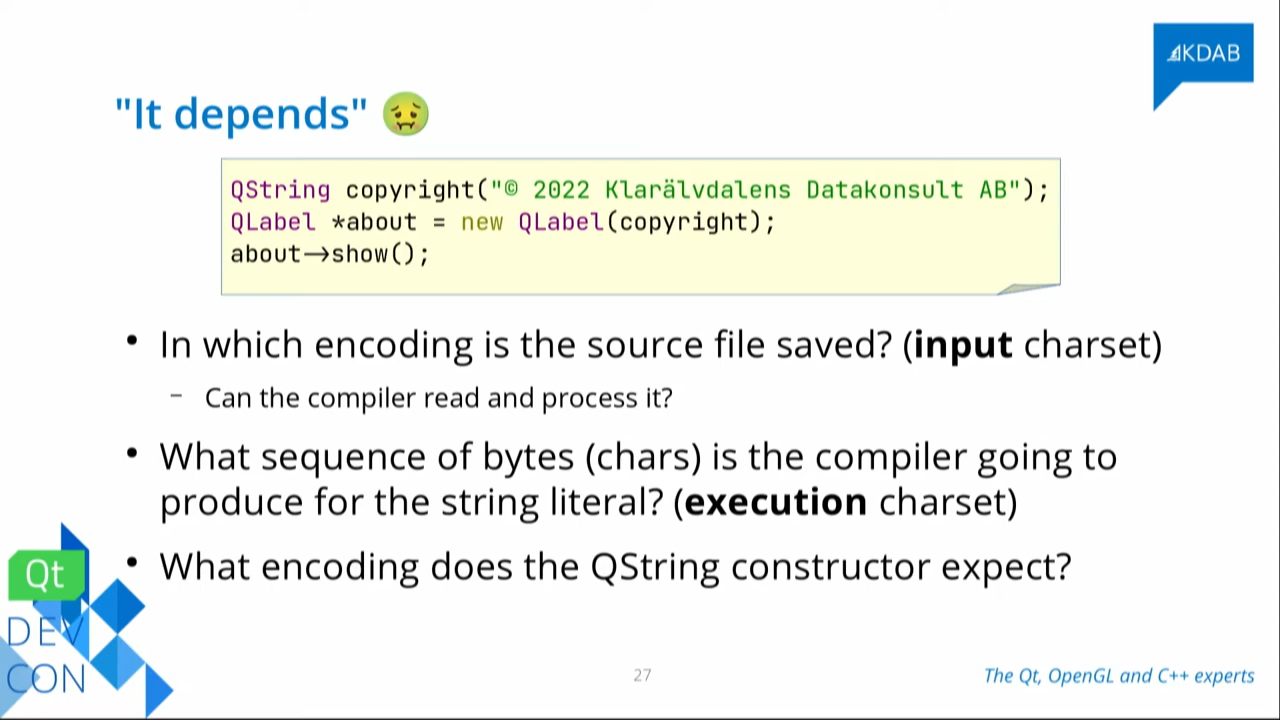 KDAB
"It depends" 🤢
QString copyright("© 2022 Klarälvdalens Datakonsult AB");
QLabel *about = new QLabel(copyright);
about→show();
• In which encoding is the source file saved? (input charset)
– Can the compiler read and process it?
• What sequence of bytes (chars) is the compiler going to
produce for the string literal? (execution charset)
• What encoding does the QString constructor expect?
Qt
DEV
CON
27
The Qt, OpenGL and C++ experts